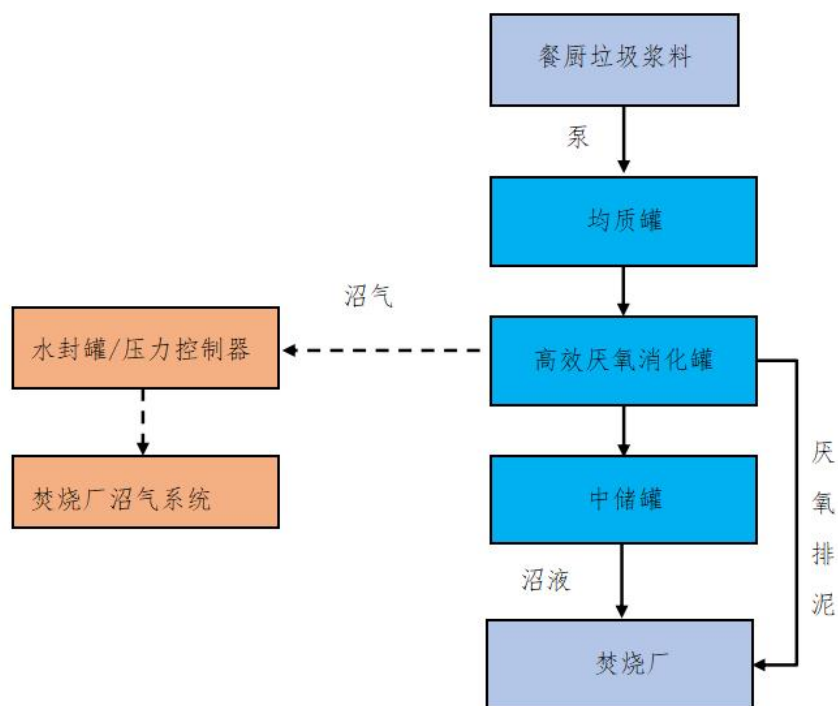 餐厨垃圾浆料
泵
均质罐
沼气
水封罐/压力控制器
高效厌氧消化罐
厌氧排泥
焚烧厂沼气系统
中储罐
沼液
焚烧厂